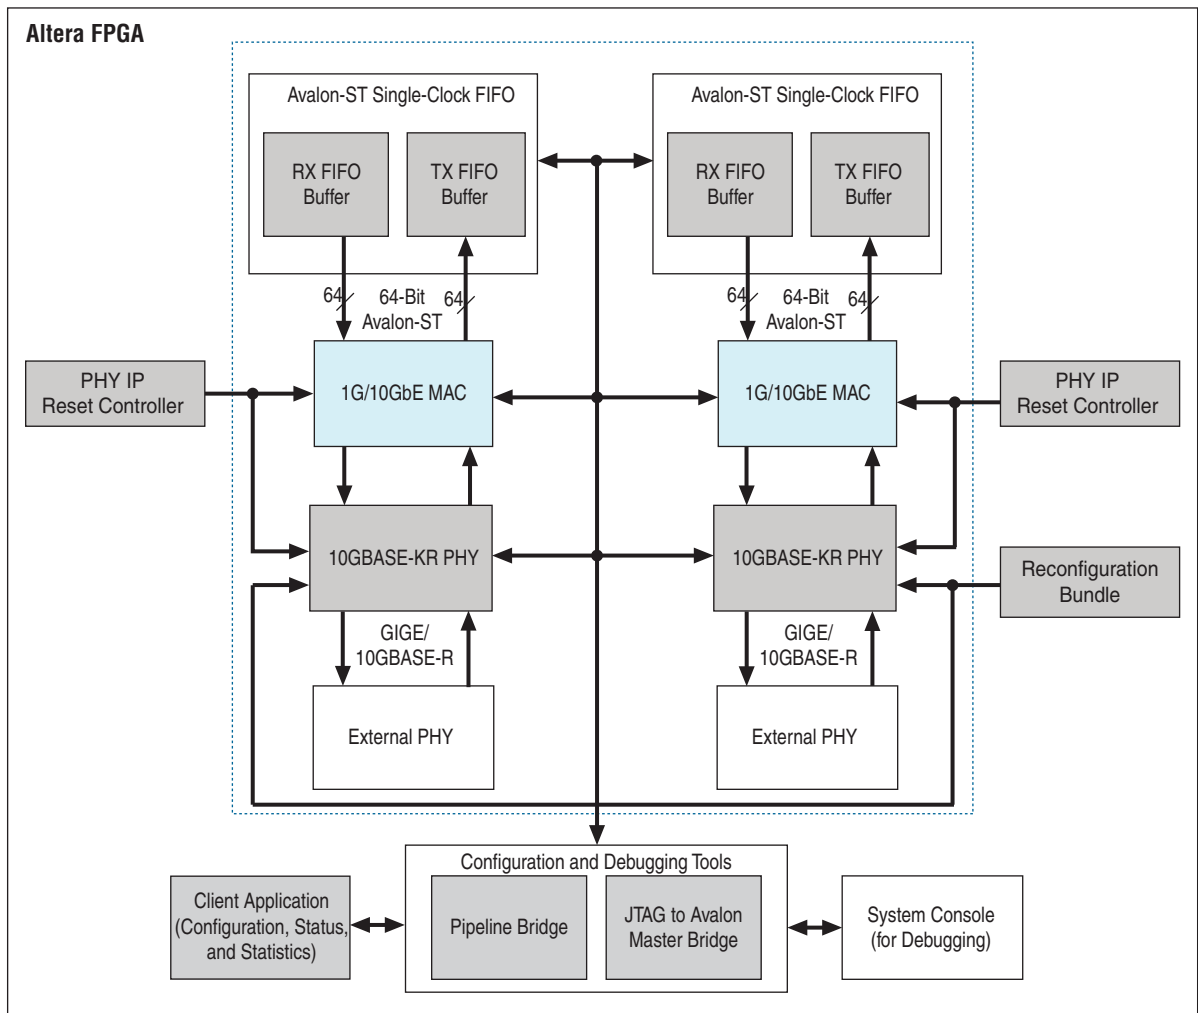 Altera FPGA
Avalon-ST Single-Clock FIFO
RX FIFO
Buffer
TX FIFO
Buffer
Avalon-ST Single-Clock FIFO
RX FIFO
Buffer
TX FIFO
Buffer
64
64-Bit
Avalon-ST
64
64
64-Bit
Avalon-ST
64
PHY IP
Reset Controller
1G/10GbE MAC
1G/10GbE MAC
PHY IP
Reset Controller
10GBASE-KR PHY
10GBASE-KR PHY
Reconfiguration
Bundle
GIGE/
10GBASE-R
GIGE/
10GBASE-R
External PHY
External PHY
Configuration and Debugging Tools
Client Application
(Configuration, Status,
and Statistics)
Pipeline Bridge
JTAG to Avalon
Master Bridge
System Console
(for Debugging)